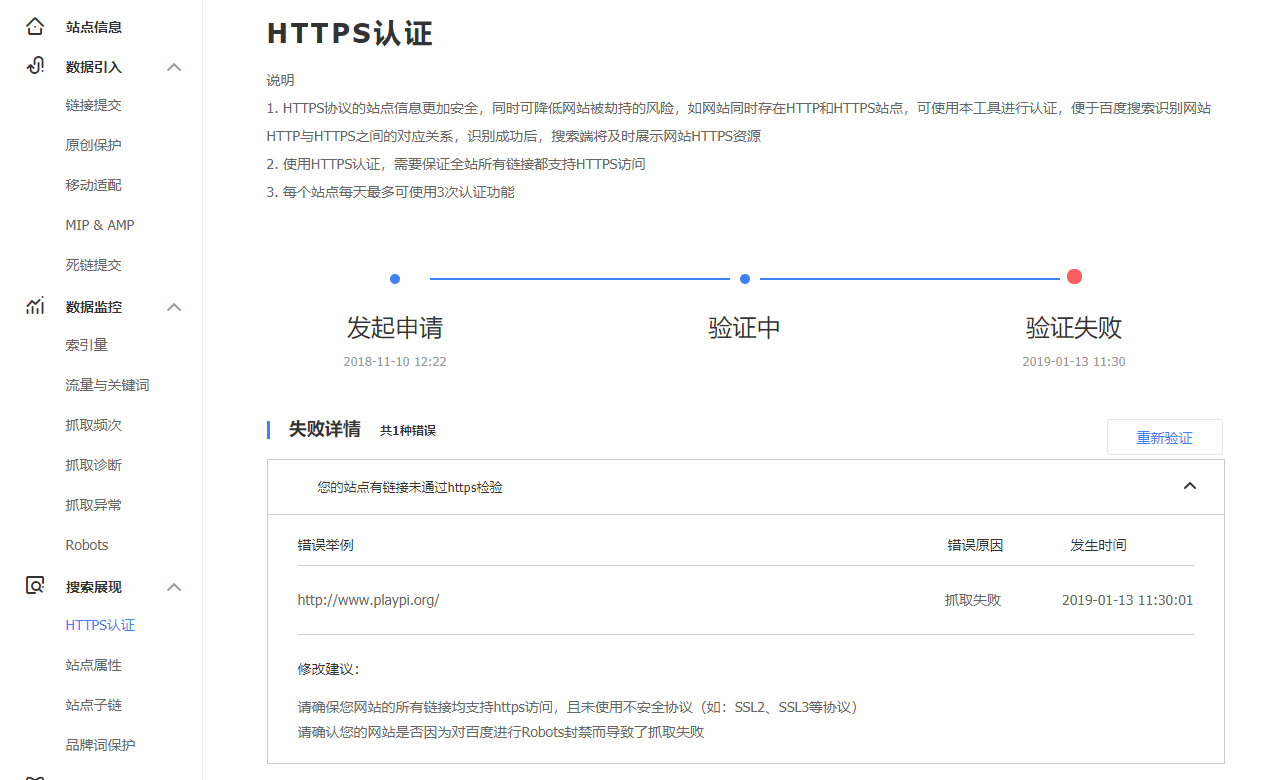 站点信息
数据引入
链接提交
原创保护
移动适配
MIP & AMP
死链提交
数据监控
索引量
流量与关键词
抓取频次
抓取诊断
抓取异常
Robots
搜索展现
HTTPS认证
站点属性
站点子链
品牌词保护
HTTPS认证
说明
1. HTTPS协议的站点信息更加安全，同时可降低网站被劫持的风险，如网站同时存在HTTP和HTTPS站点，可使用本工具进行认证，便于百度搜索识别网站
HTTP与HTTPS之间的对应关系，识别成功后，搜索端将及时展示网站HTTPS资源
2. 使用HTTPS认证，需要保证全站所有链接都支持HTTPS访问
3. 每个站点每天最多可使用3次认证功能
发起申请 验证中 验证失败
2018-11-10 12:22 2019-01-13 11:30
失败详情 共1种错误 重新验证
您的站点有链接未通过https检验
错误举例 错误原因 发生时间
http://www.playpi.org/ 抓取失败 2019-01-13 11:30:01
修改建议：
请确保您网站的所有链接均支持https访问，且未使用不安全协议（如：SSL2、SSL3等协议）
请确认您的网站是否因为对百度进行Robots封禁而导致了抓取失败